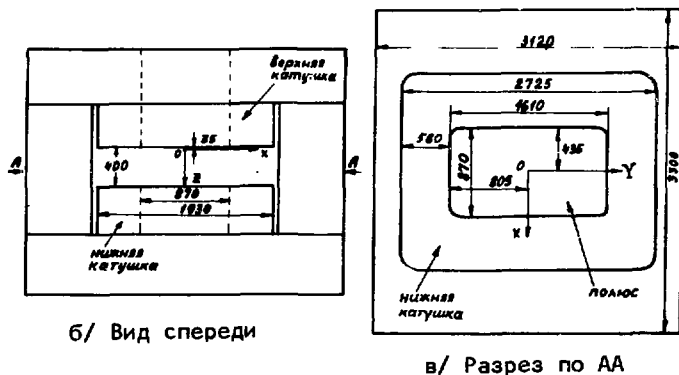 верхняя
катушка
35
0
x
A
400
A
z
870
1930
нижняя
катушка
б/ Вид спереди
3120
2725
1610
560
435
870
0
Y
3300
805
x
нижняя
катушка
полюс
в/ Разрез по АА